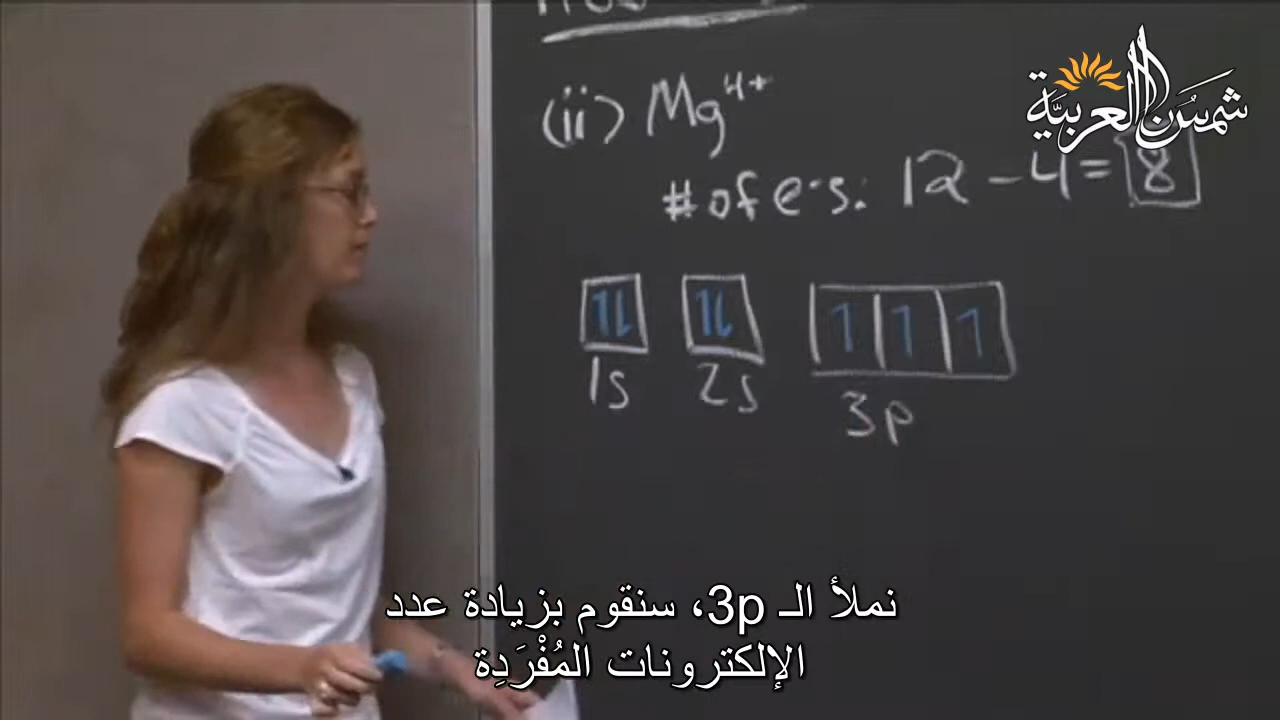 (ii) Mg⁴⁺
# of e⁻s: 12 - 4 = 8
1s 2s 3p
شمس العربية
نملأ الـ 3p، سنقوم بزيادة عدد
الإلكترونات المُفْرَدِة